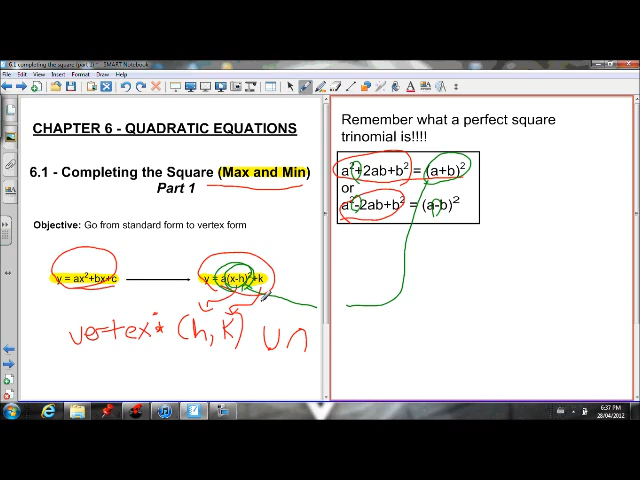 6.1 completing the square (part 1) - SMART Notebook
File Edit View Insert Format Draw Help
CHAPTER 6 - QUADRATIC EQUATIONS
6.1 - Completing the Square (Max and Min)
Part 1
Objective: Go from standard form to vertex form
y = ax²+bx+c
y = a(x-h)²+k
vertex: (h, k)
Remember what a perfect square
trinomial is!!!!
a²+2ab+b² = (a+b)²
or
a²-2ab+b² = (a-b)²
6:37 PM
28/04/2012